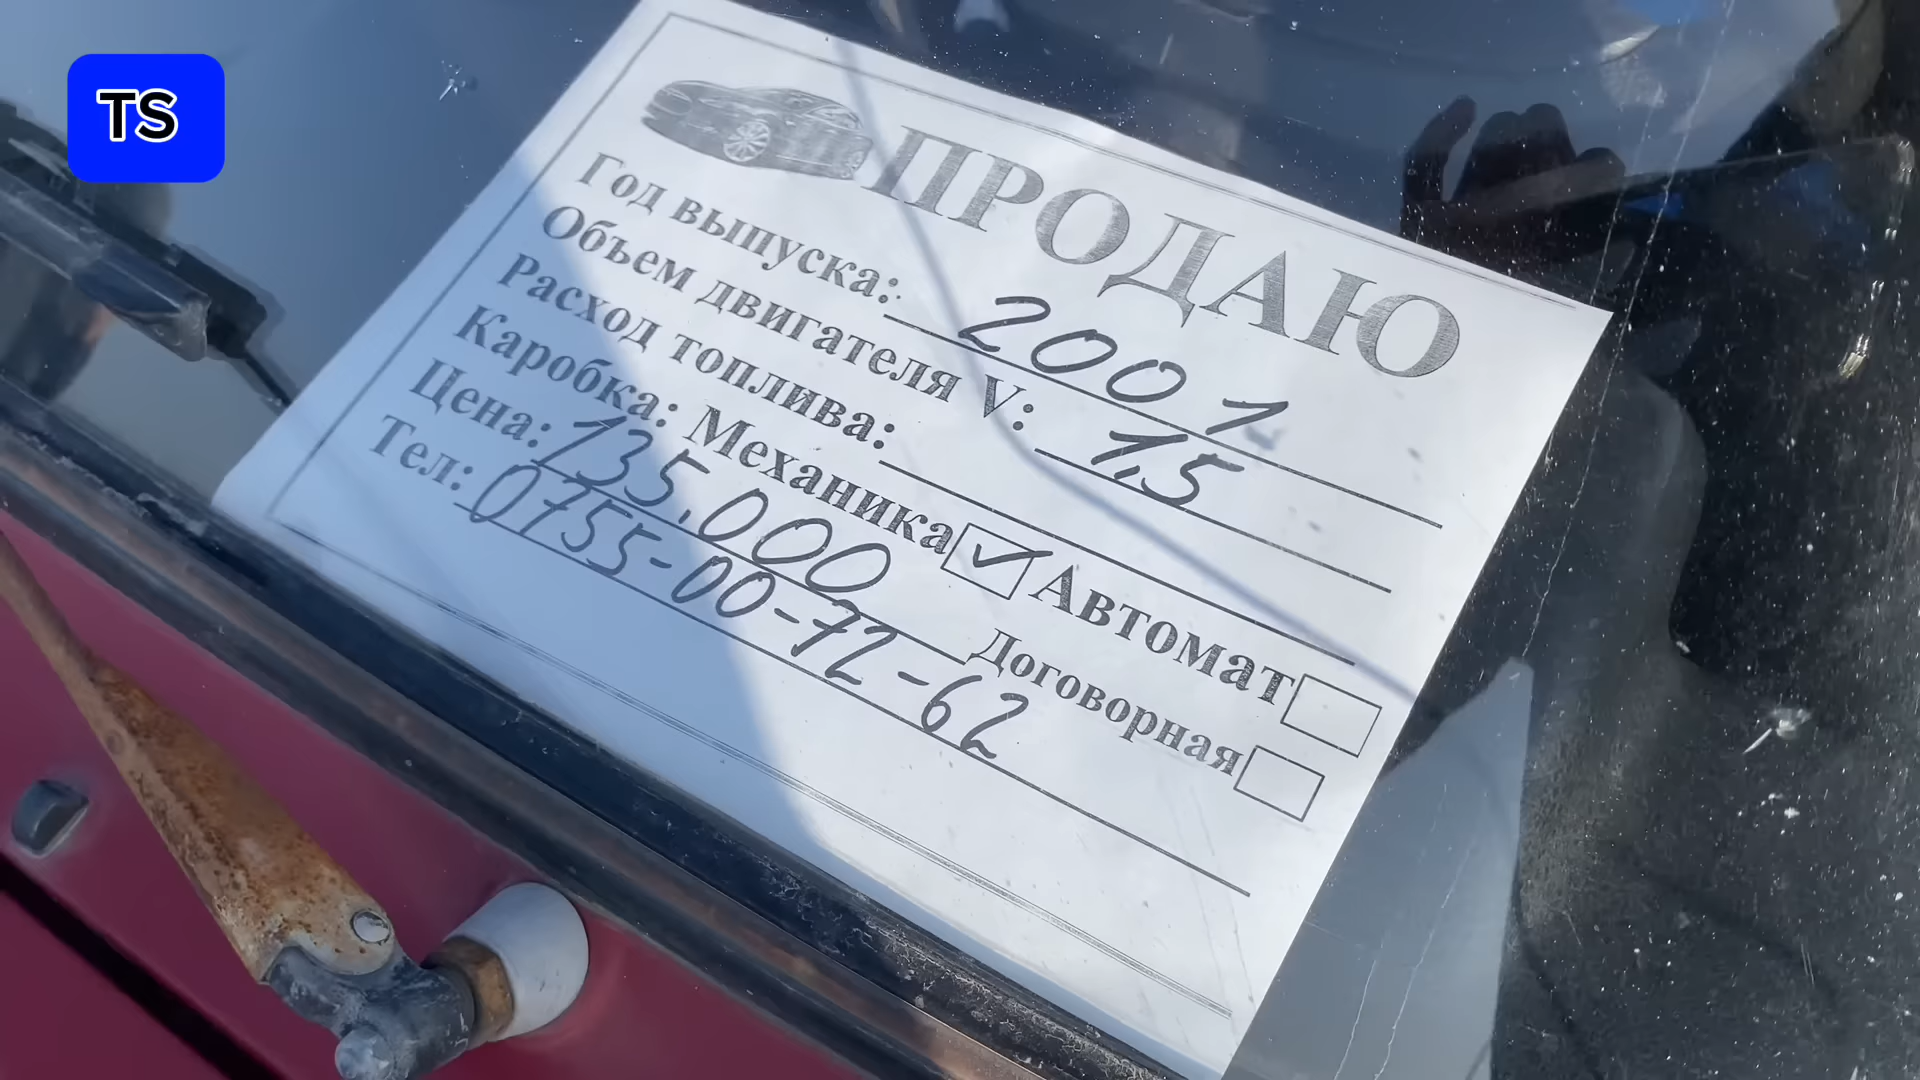 TS
ПРОДАЮ
Год выпуска: 2001
Объем двигателя V: 1,5
Расход топлива:
Каробка: Механика ✓ Автомат
Цена: 135.000 Договорная
Тел: 0755-00-72-62